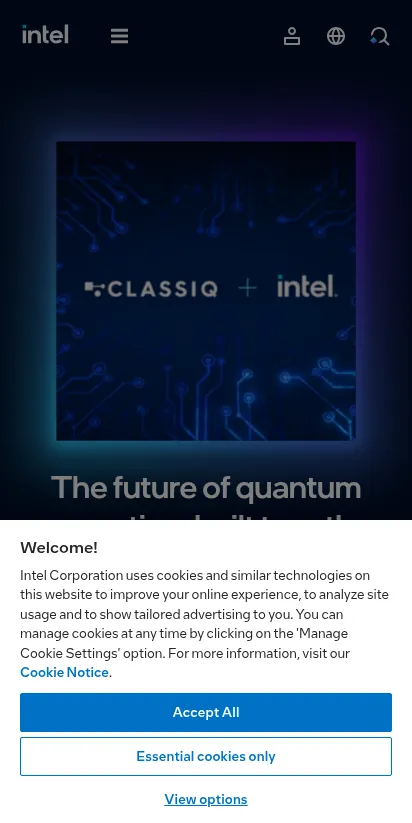 intel
CLASSIQ + intel.
The future of quantum
Welcome!
Intel Corporation uses cookies and similar technologies on
this website to improve your online experience, to analyze site
usage and to show tailored advertising to you. You can
manage cookies at any time by clicking on the 'Manage
Cookie Settings’ option. For more information, visit our
Cookie Notice.
Accept All
Essential cookies only
View options